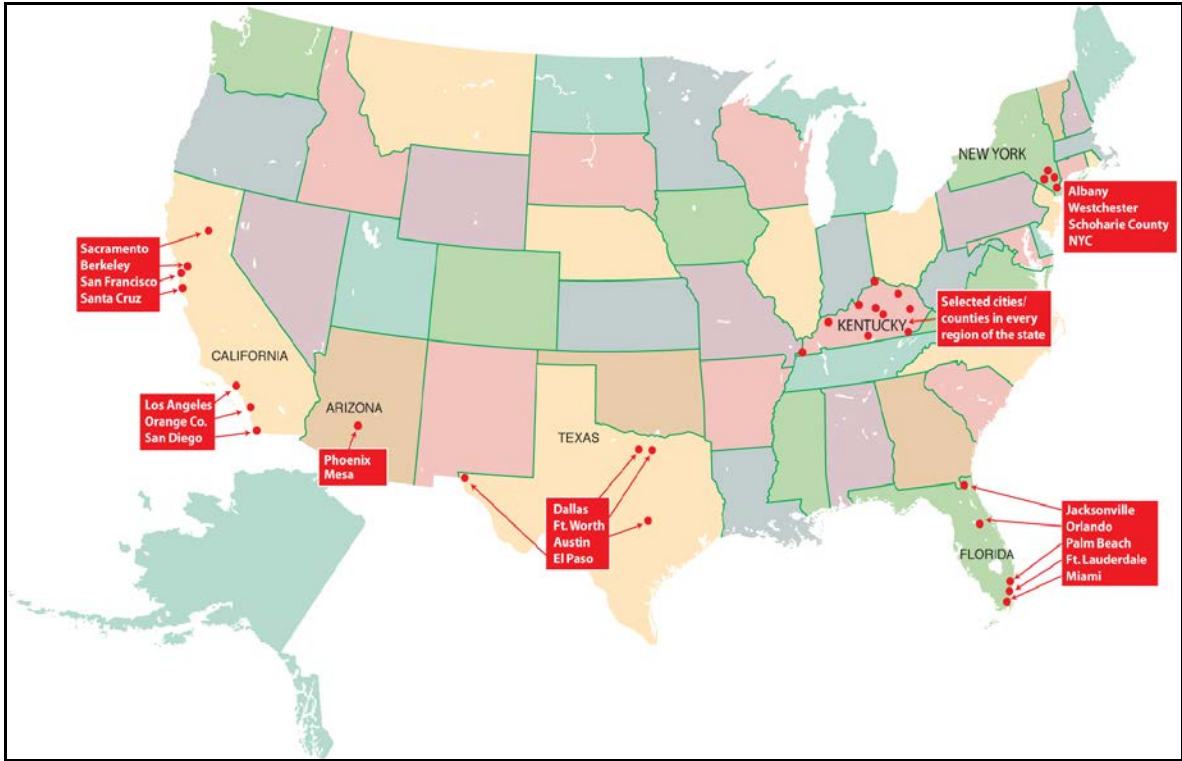 NEW YORK
Albany
Westchester
Schoharie County
NYC
Sacramento
Berkeley
San Francisco
Santa Cruz
Selected cities/
counties in every
region of the state
KENTUCKY
CALIFORNIA
Los Angeles
Orange Co.
San Diego
ARIZONA
Phoenix
Mesa
TEXAS
Dallas
Ft. Worth
Austin
El Paso
Jacksonville
Orlando
Palm Beach
Ft. Lauderdale
Miami
FLORIDA